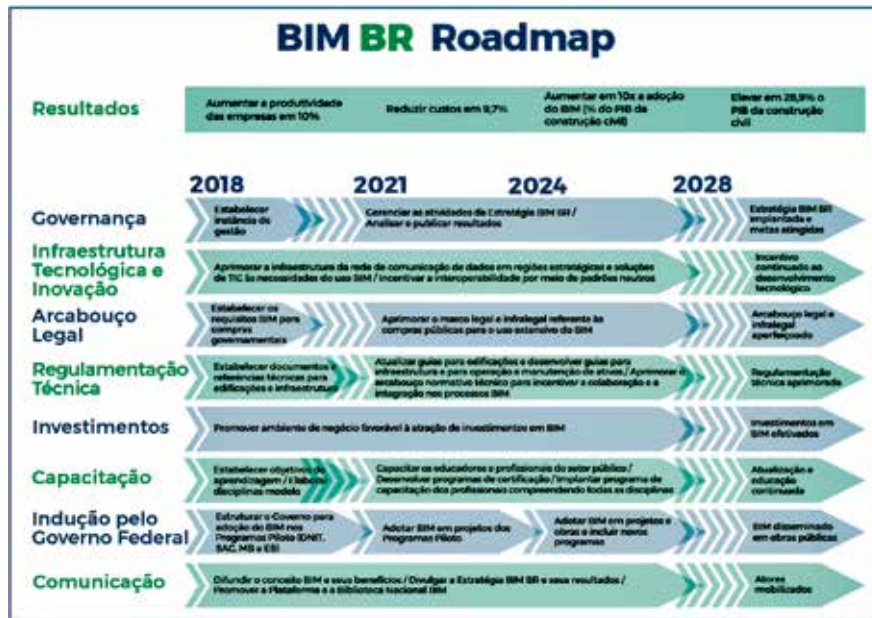 BIM BR Roadmap
Resultados
Aumentar a produtividade
das empresas em 10%
Reduzir custos em 9,7%
Aumentar em 10x a adoção
do BIM (% do PIB da
construção civil)
Elevar em 28,9% o
PIB da construção
civil
2018
2021
2024
2028
Governança
Estabelecer
instância de
gestão
Gerenciar as atividades da Estratégia BIM BR /
Analisar e publicar resultados
Estratégia BIM BR
implantada e
metas atingidas
Infraestrutura
Tecnológica e
Inovação
Aprimorar a infraestrutura da rede de comunicação de dados em regiões estratégicas e soluções
de TIC às necessidades do uso BIM / Incentivar a interoperabilidade por meio de padrões neutros
Incentivo
continuado ao
desenvolvimento
tecnológico
Arcabouço
Legal
Estabelecer os
requisitos BIM para
compras
governamentais
Aprimorar o marco legal e infralegal referente às
compras públicas para o uso extensivo do BIM
Arcabouço legal e
infralegal
aperfeiçoado
Regulamentação
Técnica
Estabelecer documentos e
referências técnicas para
edificações e infraestrutura
Atualizar guias para edificações e desenvolver guias para
infraestrutura e para operação e manutenção de ativos / Aprimorar o
arcabouço normativo técnico para incentivar a colaboração e a
integração nos processos BIM
Regulamentação
técnica aprimorada
Investimentos
Promover ambiente de negócio favorável à atração de investimentos em BIM
Investimentos em
BIM efetivados
Capacitação
Estabelecer objetivos de
aprendizagem / Elaborar
disciplinas modelo
Capacitar os educadores e profissionais do setor público /
Desenvolver programas de certificação / Implantar programa de
capacitação dos profissionais compreendendo todas as disciplinas
Atualização e
educação
continuada
Indução pelo
Governo Federal
Estruturar o Governo para
adoção do BIM nos
Programas Piloto (DNIT,
SAC, MB e EB)
Adotar BIM em projetos dos
Programas Piloto
Adotar BIM em projetos e
obras e incluir novos
programas
BIM disseminado
em obras públicas
Comunicação
Difundir o conceito BIM e seus benefícios / Divulgar a Estratégia BIM BR e seus resultados /
Promover a Plataforma e a Biblioteca Nacional BIM
Atores
mobilizados